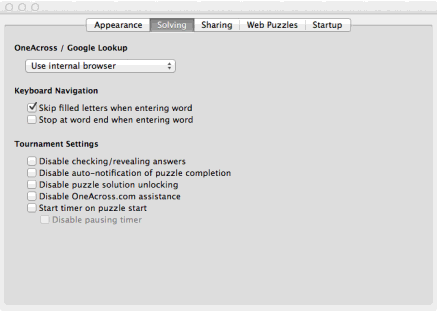 Appearance Solving Sharing Web Puzzles Startup
OneAcross / Google Lookup
Use internal browser
Keyboard Navigation
Skip filled letters when entering word
Stop at word end when entering word
Tournament Settings
Disable checking/revealing answers
Disable auto-notification of puzzle completion
Disable puzzle solution unlocking
Disable OneAcross.com assistance
Start timer on puzzle start
Disable pausing timer